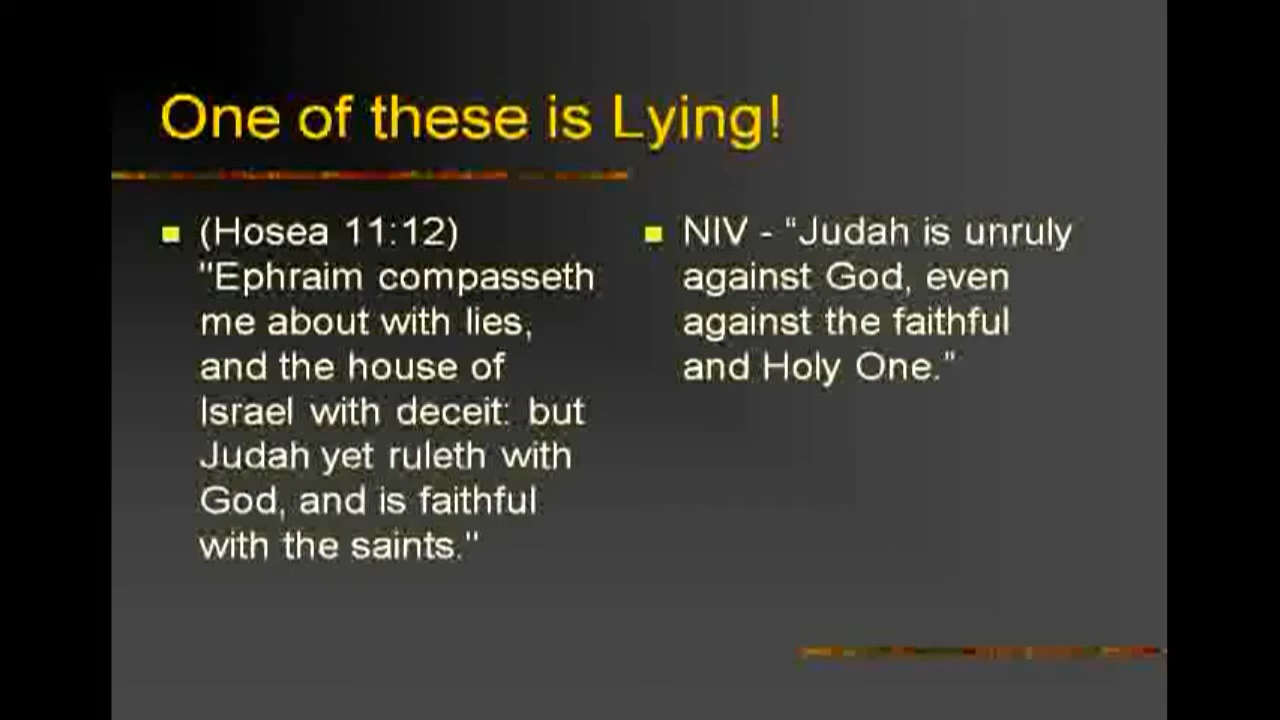 One of these is Lying!
(Hosea 11:12)
"Ephraim compasseth
me about with lies,
and the house of
Israel with deceit: but
Judah yet ruleth with
God, and is faithful
with the saints."
NIV - “Judah is unruly
against God, even
against the faithful
and Holy One.”